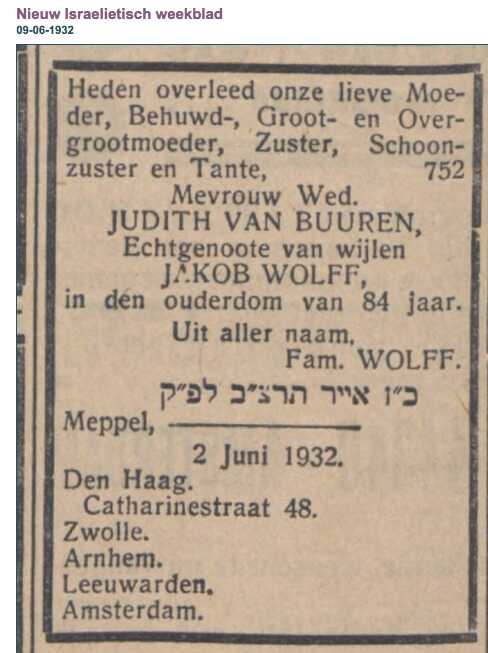 Nieuw Israelietisch weekblad
09-06-1932
Heden overleed onze lieve Moe-
der, Behuwd-, Groot- en Over-
grootmoeder, Zuster, Schoon-
zuster en Tante, 752
Mevrouw Wed.
JUDITH VAN BUUREN,
Echtgenoote van wijlen
JAKOB WOLFF,
in den ouderdom van 84 jaar.
Uit aller naam,
Fam. WOLFF.
כ״ז אייר תרצ״ב לפ״ק
Meppel,
2 Juni 1932.
Den Haag.
Catharinestraat 48.
Zwolle.
Arnhem.
Leeuwarden.
Amsterdam.